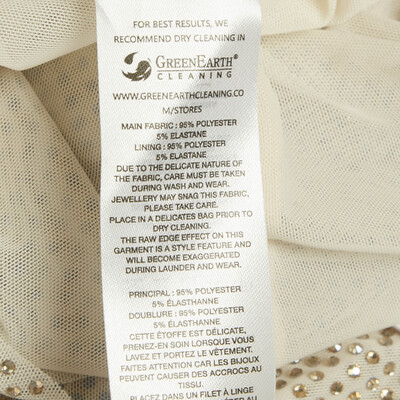 FOR BEST RESULTS, WE
RECOMMEND DRY CLEANING IN
GREENEARTH®
CLEANING
WWW.GREENEARTHCLEANING.CO
M/STORES
MAIN FABRIC : 95% POLYESTER
5% ELASTANE
LINING : 95% POLYESTER
5% ELASTANE
DUE TO THE DELICATE NATURE OF
THE FABRIC, CARE MUST BE TAKEN
DURING WASH AND WEAR.
JEWELLERY MAY SNAG THIS FABRIC,
PLEASE TAKE CARE.
PLACE IN A DELICATES BAG PRIOR TO
DRY CLEANING.
THE RAW EDGE EFFECT ON THIS
GARMENT IS A STYLE FEATURE AND
WILL BECOME EXAGGERATED
DURING LAUNDER AND WEAR.
PRINCIPAL : 95% POLYESTER
5% ÉLASTHANNE
DOUBLURE : 95% POLYESTER
5% ÉLASTHANNE
CETTE ÉTOFFE EST DÉLICATE,
PRENEZ-EN SOIN LORSQUE VOUS
LAVEZ ET PORTEZ LE VÊTEMENT.
FAITES ATTENTION CAR LES BIJOUX
PEUVENT CAUSER DES ACCROCS AU
TISSU.
PLACEZ DANS UN FILET À LINGE